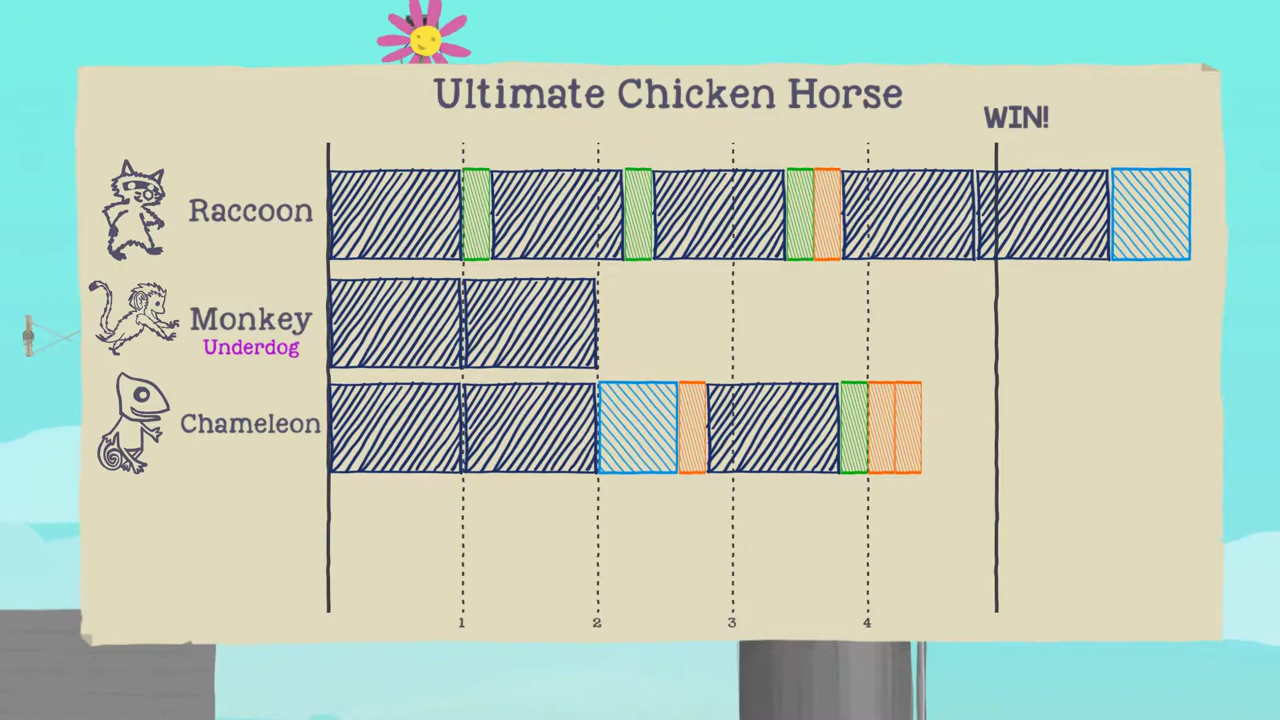 Ultimate Chicken Horse
WIN!
Raccoon
Monkey
Underdog
Chameleon
1 2 3 4